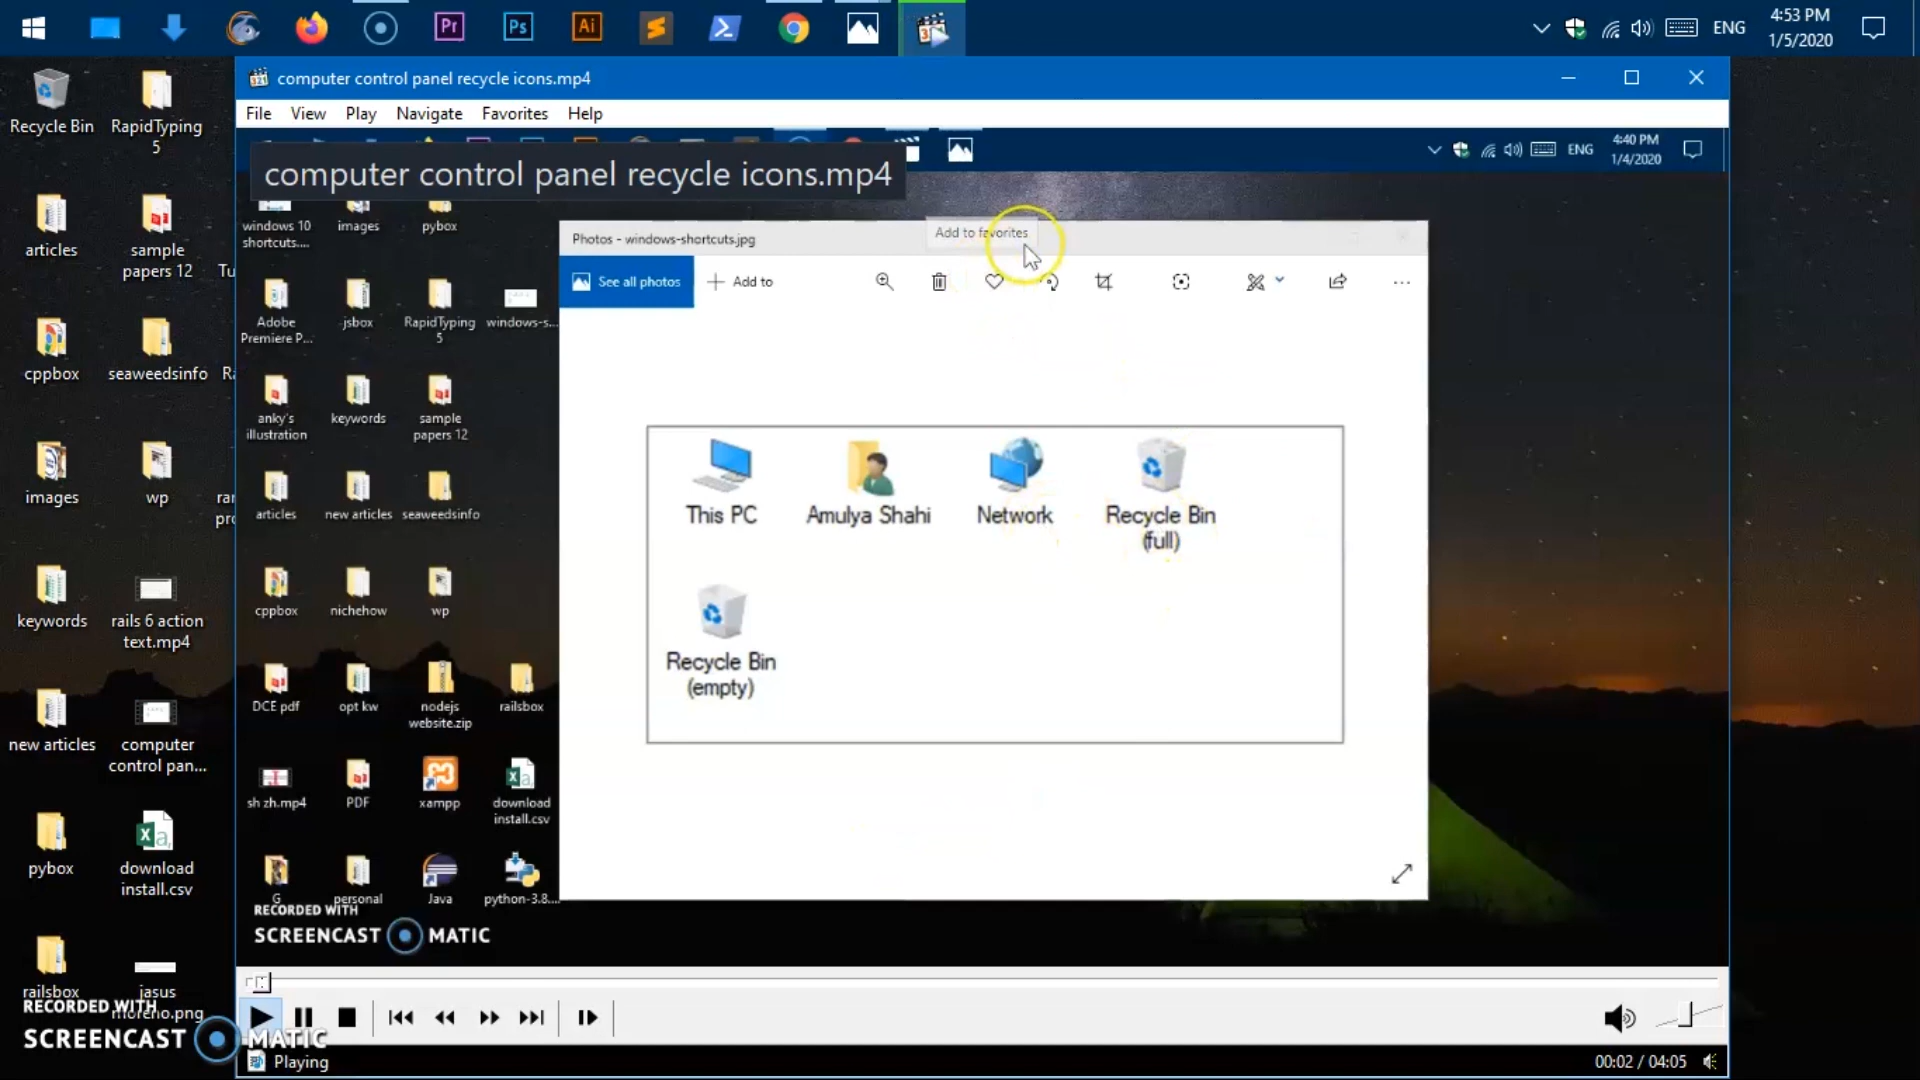 Pr
Ps
Ai
ENG
4:53 PM
1/5/2020
computer control panel recycle icons.mp4
File View Play Navigate Favorites Help
computer control panel recycle icons.mp4
ENG
4:40 PM
1/4/2020
Recycle Bin
RapidTyping
5
articles
sample
papers 12
Tu
cppbox
seaweedsinfo
images
wp
keywords
rails 6 action
text.mp4
new articles
computer
control pan...
pybox
download
install.csv
railsbox
jasus
moreno.png
RECORDED WITH
SCREENCAST MATIC
windows 10
shortcuts....
images
pybox
Adobe
Premiere P...
jsbox
RapidTyping
5
windows-s...
anky's
illustration
keywords
sample
papers 12
articles
new articles
seaweedsinfo
cppbox
nichehow
wp
DCE pdf
opt kw
nodejs
website.zip
railsbox
sh zh.mp4
PDF
xampp
download
install.csv
G
personal
Java
python-3.8....
RECORDED WITH
SCREENCAST MATIC
Photos - windows-shortcuts.jpg
Add to favorites
See all photos
Add to
This PC
Amulya Shahi
Network
Recycle Bin
(full)
Recycle Bin
(empty)
Playing
00:02 / 04:05